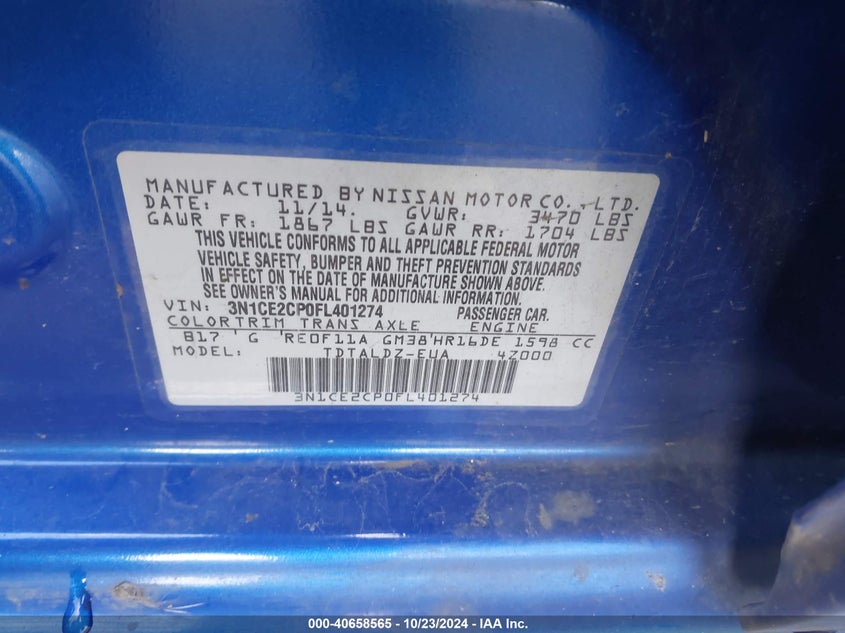 MANUFACTURED BY NISSAN MOTOR CO., LTD.
DATE: 11/14. GVWR: 3470 LBS
GAWR FR: 1867 LBS GAWR RR: 1704 LBS
THIS VEHICLE CONFORMS TO ALL APPLICABLE FEDERAL MOTOR
VEHICLE SAFETY, BUMPER AND THEFT PREVENTION STANDARDS
IN EFFECT ON THE DATE OF MANUFACTURE SHOWN ABOVE.
SEE OWNER'S MANUAL FOR ADDITIONAL INFORMATION.
VIN: 3N1CE2CP0FL401274 PASSENGER CAR.
COLORTRIM TRANS AXLE ENGINE
B17 'G 'RE0F11A GM38'HR16DE 1598 CC
MODEL: TDTALDZ-EUA 4Z000
3N1CE2CP0FL401274
000-40658565 - 10/23/2024 - IAA Inc.